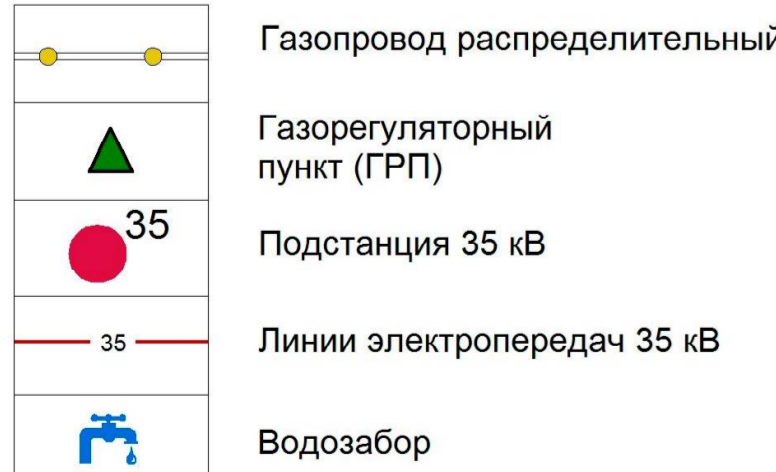 Газопровод распределительный
Газорегуляторный
пункт (ГРП)
35
Подстанция 35 кВ
35
Линии электропередач 35 кВ
Водозабор